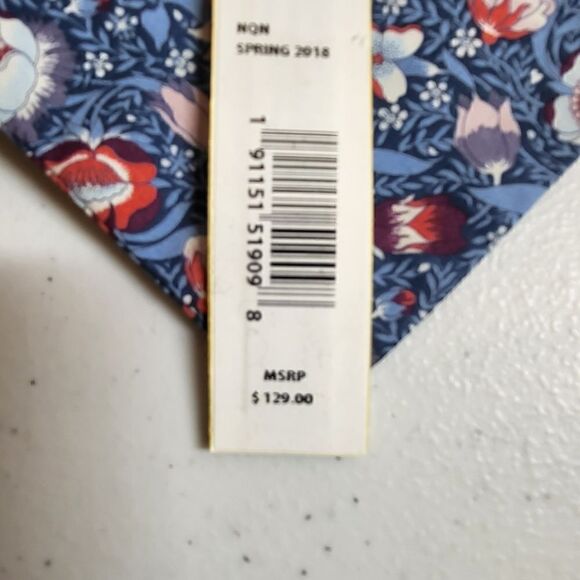 NQN
SPRING 2018
1 91151 51909 8
MSRP
$ 129.00